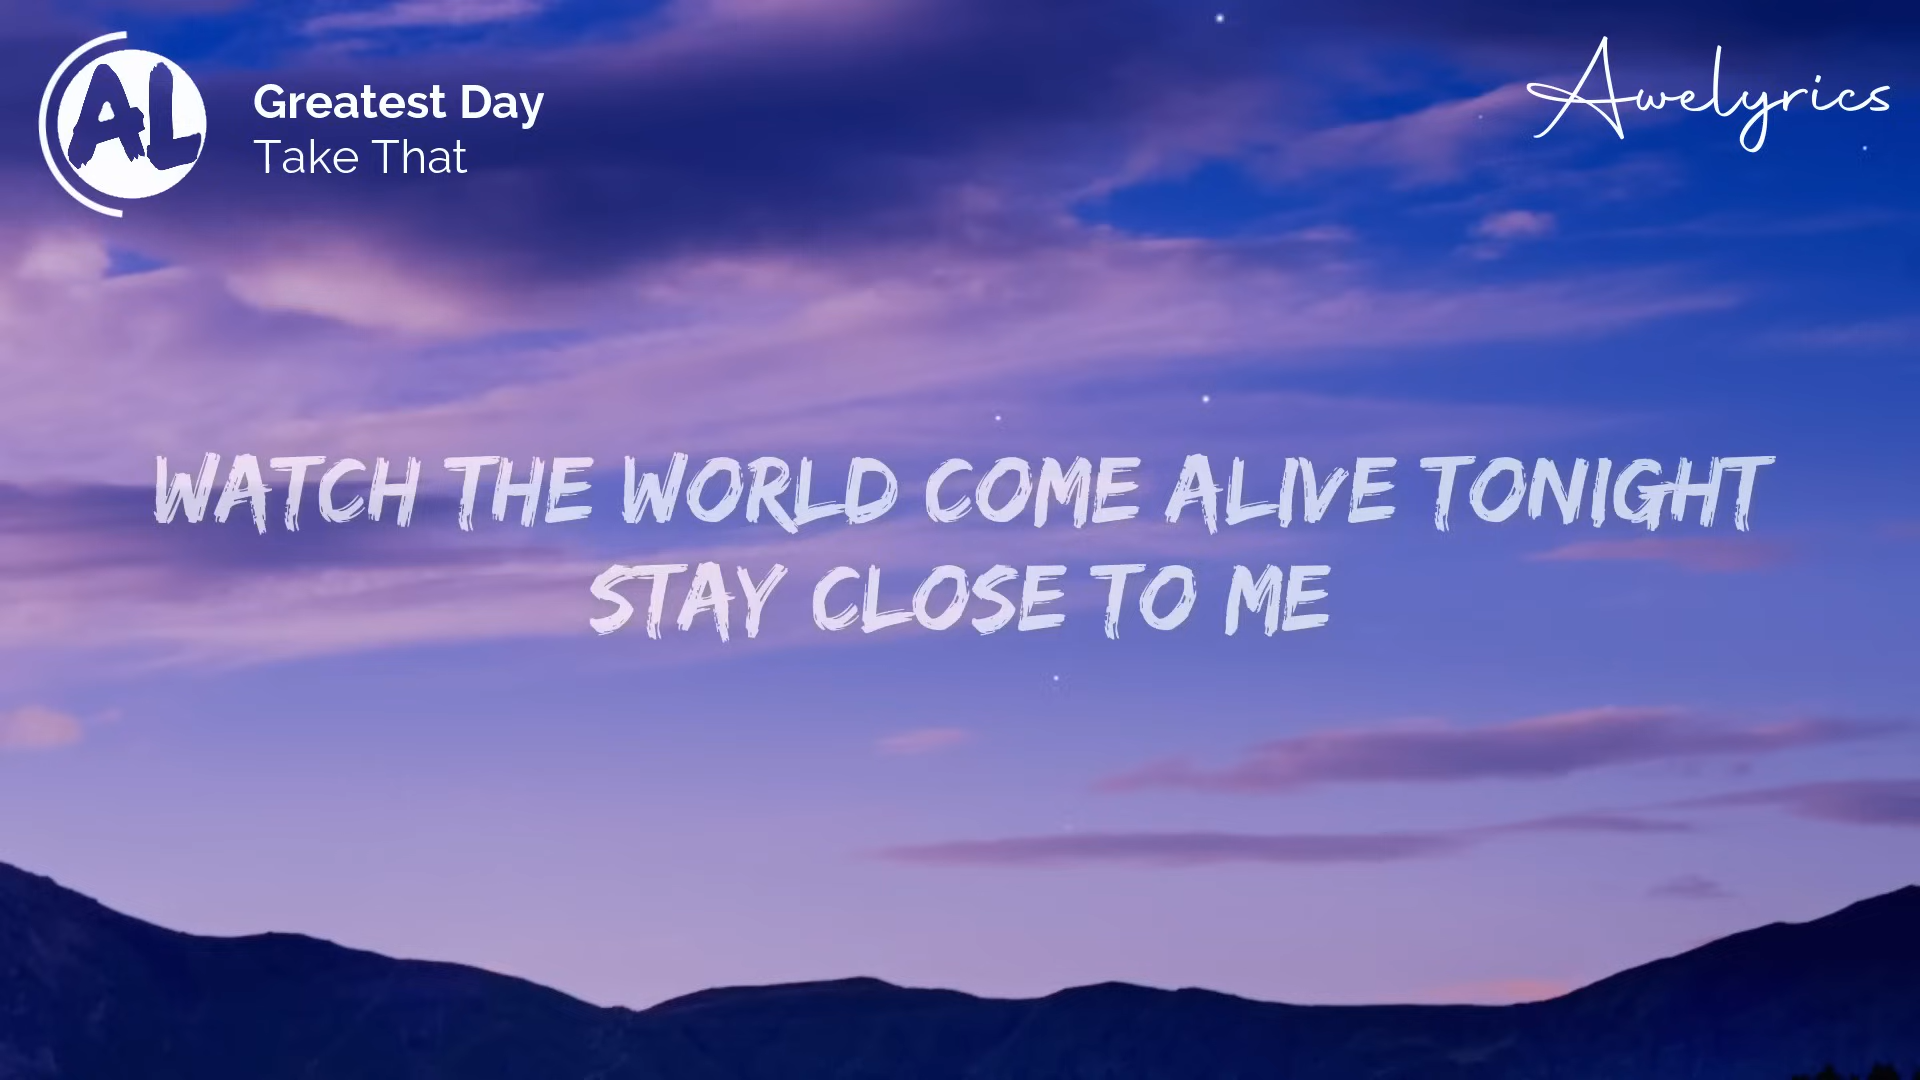 AL
Greatest Day
Take That
Awelyrics
WATCH THE WORLD COME ALIVE TONIGHT
STAY CLOSE TO ME